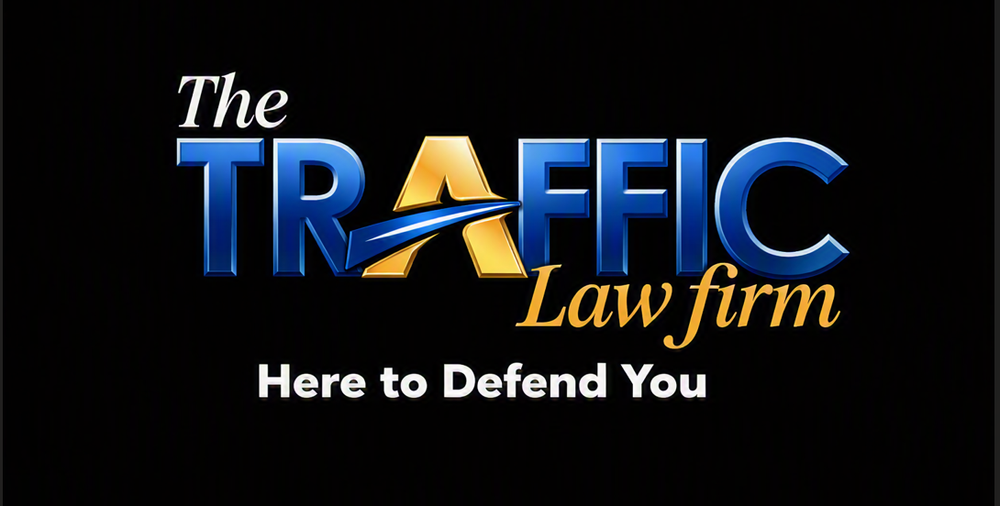 The
TRAFFIC
Law firm
Here to Defend You